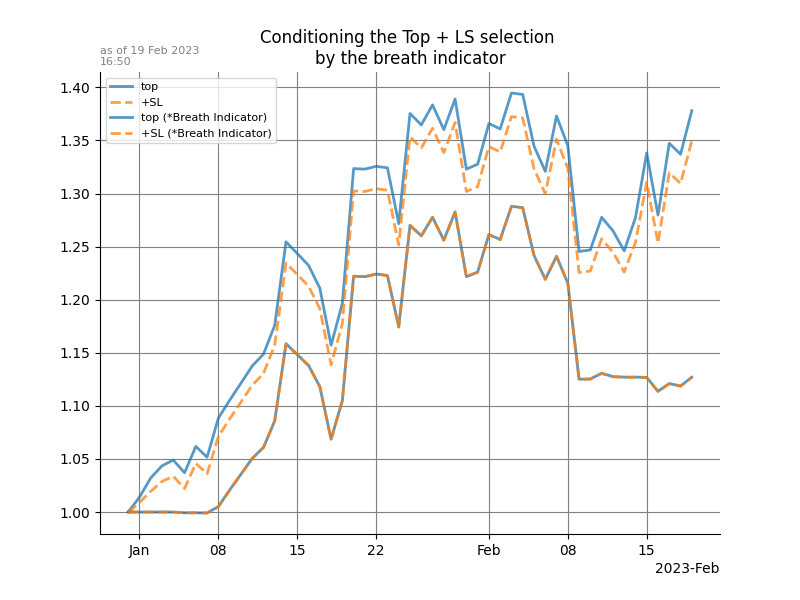 as of 19 Feb 2023
16:50
Conditioning the Top + LS selection
by the breath indicator
top
+SL
top (*Breath Indicator)
+SL (*Breath Indicator)
1.40
1.35
1.30
1.25
1.20
1.15
1.10
1.05
1.00
Jan
08
15
22
Feb
08
15
2023-Feb